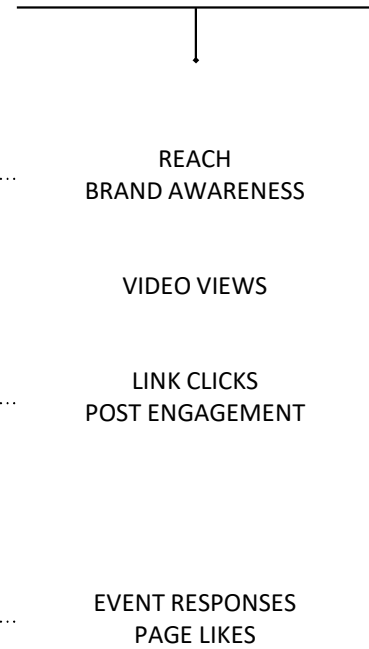 REACH
BRAND AWARENESS
VIDEO VIEWS
LINK CLICKS
POST ENGAGEMENT
EVENT RESPONSES
PAGE LIKES